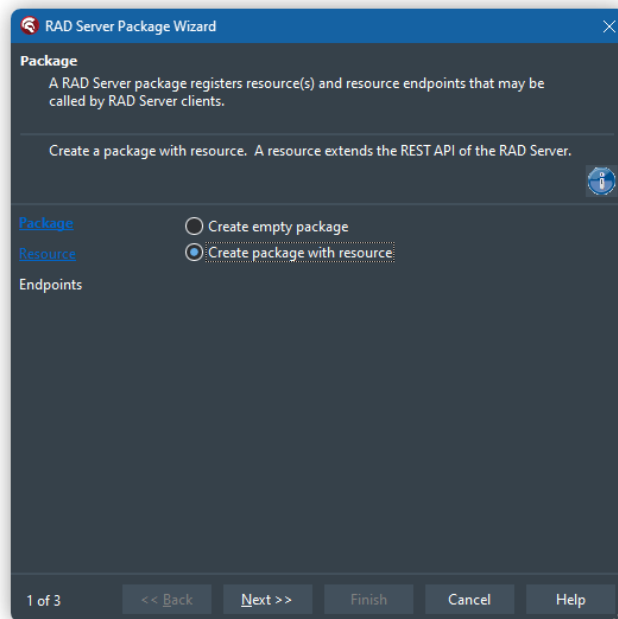 RAD Server Package Wizard
Package
A RAD Server package registers resource(s) and resource endpoints that may be
called by RAD Server clients.
Create a package with resource.  A resource extends the REST API of the RAD Server.
Package
Create empty package
Resource
Create package with resource
Endpoints
1 of 3
<< Back
Next >>
Finish
Cancel
Help